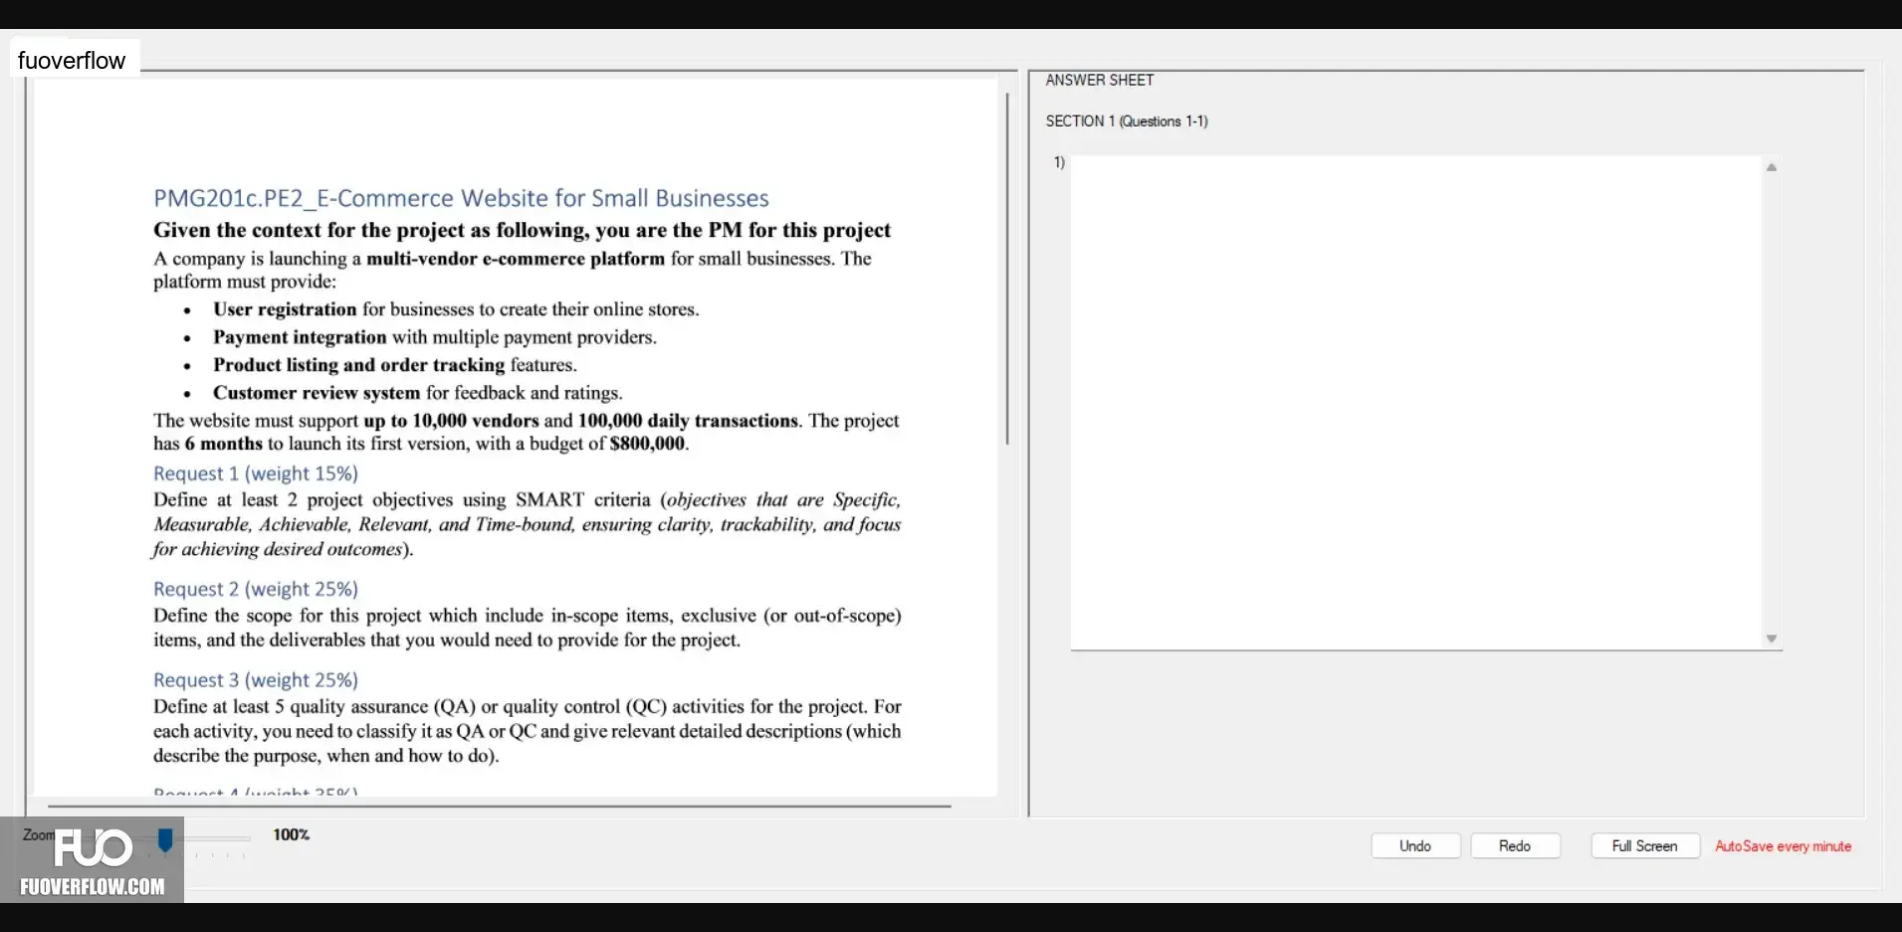 fuoverflow
PMG201c.PE2_E-Commerce Website for Small Businesses
Given the context for the project as following, you are the PM for this project
A company is launching a multi-vendor e-commerce platform for small businesses. The
platform must provide:
• User registration for businesses to create their online stores.
• Payment integration with multiple payment providers.
• Product listing and order tracking features.
• Customer review system for feedback and ratings.
The website must support up to 10,000 vendors and 100,000 daily transactions. The project
has 6 months to launch its first version, with a budget of $800,000.
Request 1 (weight 15%)
Define at least 2 project objectives using SMART criteria (objectives that are Specific,
Measurable, Achievable, Relevant, and Time-bound, ensuring clarity, trackability, and focus
for achieving desired outcomes).
Request 2 (weight 25%)
Define the scope for this project which include in-scope items, exclusive (or out-of-scope)
items, and the deliverables that you would need to provide for the project.
Request 3 (weight 25%)
Define at least 5 quality assurance (QA) or quality control (QC) activities for the project. For
each activity, you need to classify it as QA or QC and give relevant detailed descriptions (which
describe the purpose, when and how to do).
Request 4 (weight 35%)
Zoom
100%
FUO
FUOVERFLOW.COM
ANSWER SHEET
SECTION 1 (Questions 1-1)
1)
Undo
Redo
Full Screen
AutoSave every minute